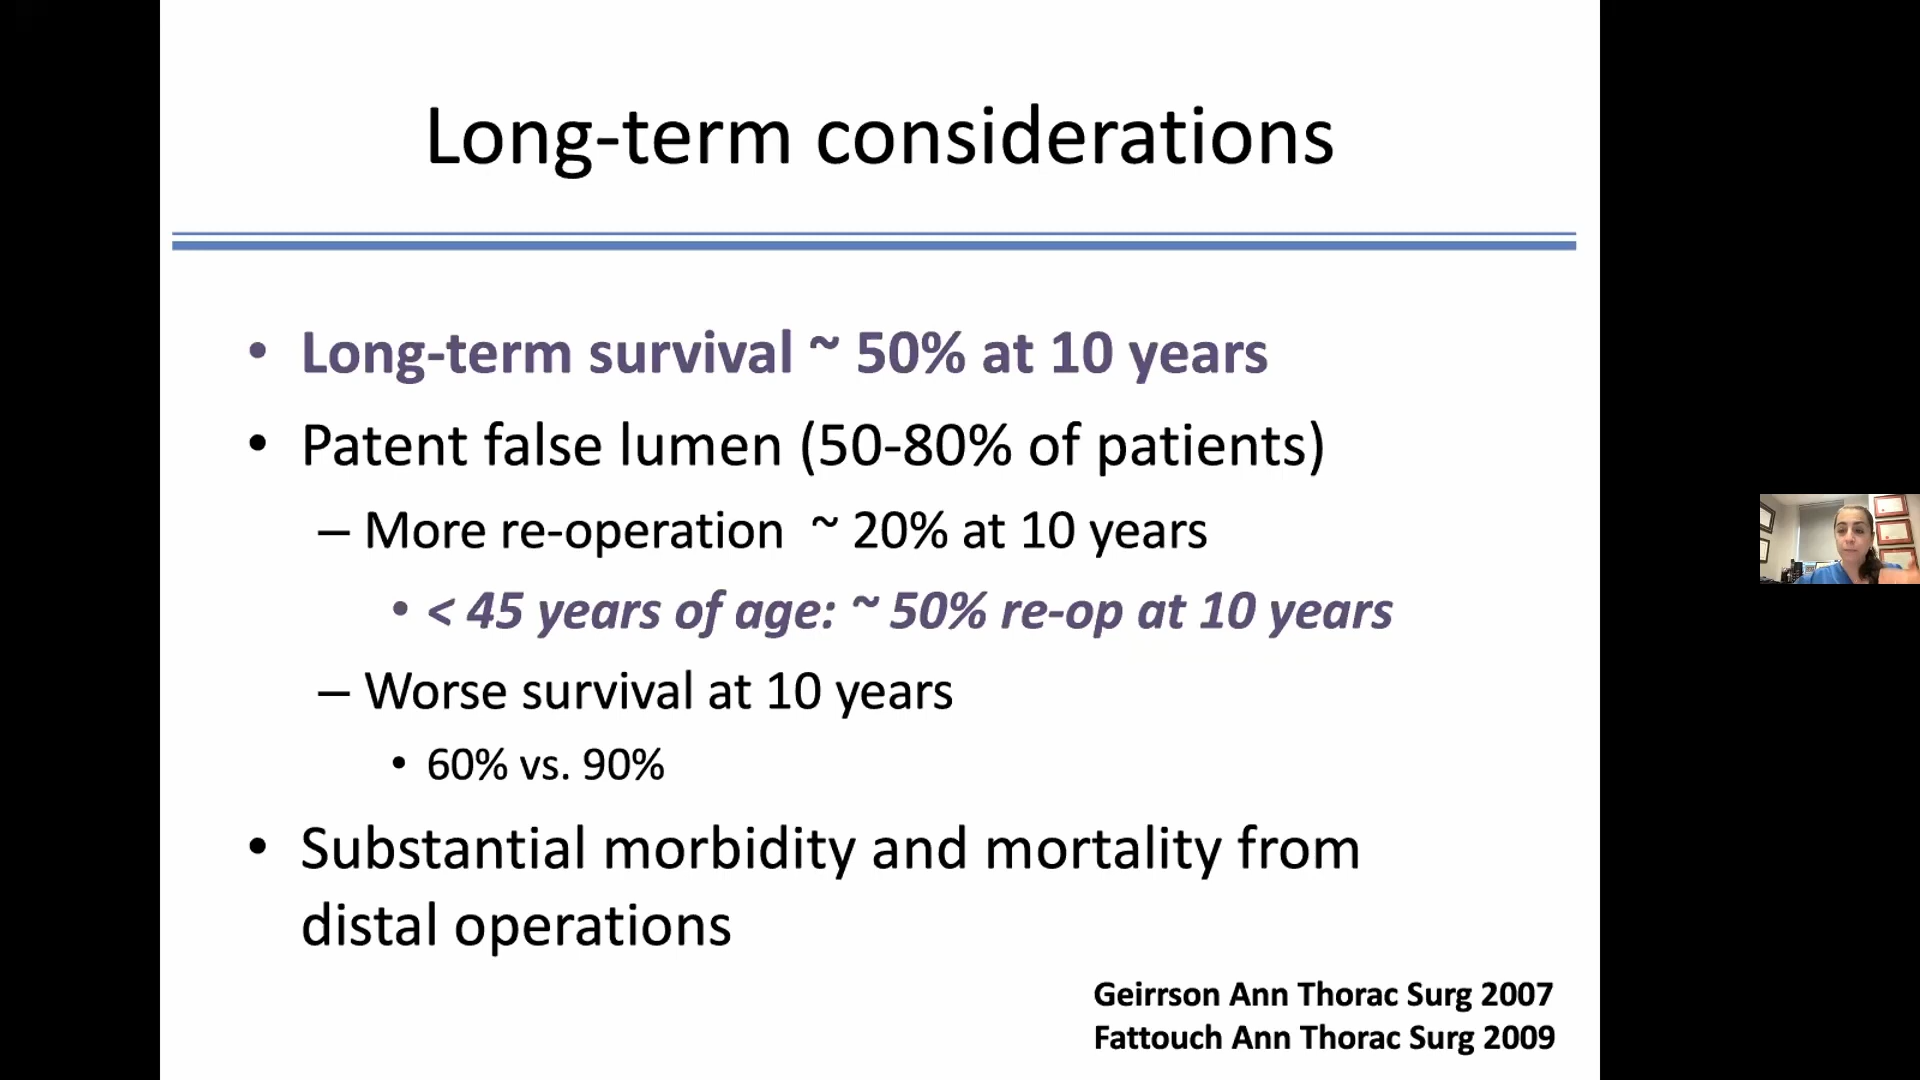 Long-term considerations
• Long-term survival ~ 50% at 10 years
• Patent false lumen (50-80% of patients)
– More re-operation ~ 20% at 10 years
• < 45 years of age: ~ 50% re-op at 10 years
– Worse survival at 10 years
• 60% vs. 90%
• Substantial morbidity and mortality from
distal operations
Geirrson Ann Thorac Surg 2007
Fattouch Ann Thorac Surg 2009